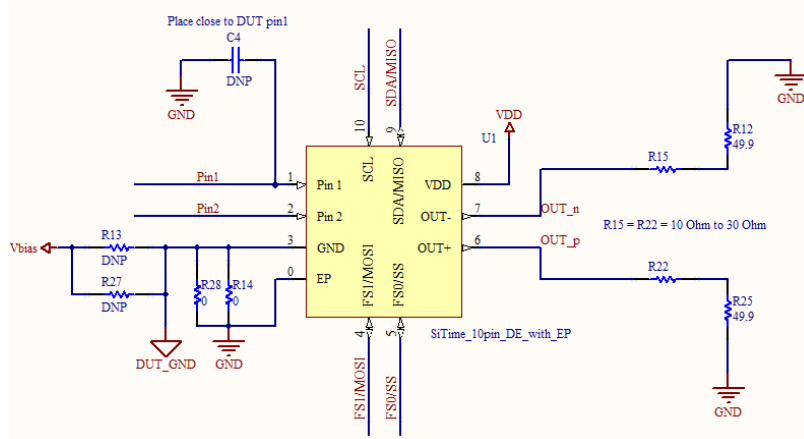 Place close to DUT pin1
C4
DNP
GND
SCL
SDA/MISO
10
9
VDD
U1
GND
R12
49.9
R15
Pin1
1
Pin 1
SCL
SDA/MISO
VDD
8
Pin2
2
Pin 2
OUT-
7
OUT_n
R15 = R22 = 10 Ohm to 30 Ohm
Vbias
R13
DNP
3
GND
OUT+
6
OUT_p
R27
DNP
R28
0
R14
0
0
EP
FS1/MOSI
FS0/SS
R22
R25
49.9
DUT_GND
GND
4
5
SiTime_10pin_DE_with_EP
FS1/MOSI
FS0/SS
GND